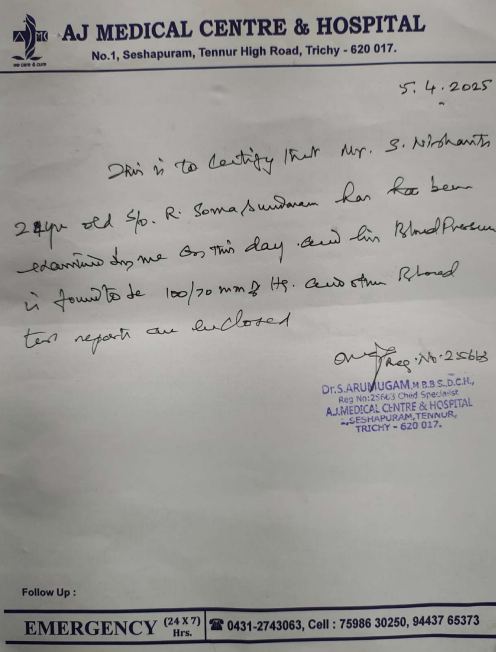 AJ MEDICAL CENTRE & HOSPITAL
we care & cure
No.1, Seshapuram, Tennur High Road, Trichy - 620 017.
5.4.2025
This is to Certify that Mr. S. Nishanth
24yr old S/o. R. Somasundaram has been
examined by me on this day and his Blood Pressure
is found to be 100/70 mm of Hg. and other Blood
test reports are enclosed
Reg. No. 25663
Dr.S.ARUMUGAM, M B.B S.,D.C.H.,
Reg No:25663 Child Specialist
A.J.MEDICAL CENTRE & HOSPITAL
SESHAPURAM, TENNUR,
TRICHY - 620 017.
Follow Up :
EMERGENCY (24 X 7) Hrs. ☎ 0431-2743063, Cell : 75986 30250, 94437 65373